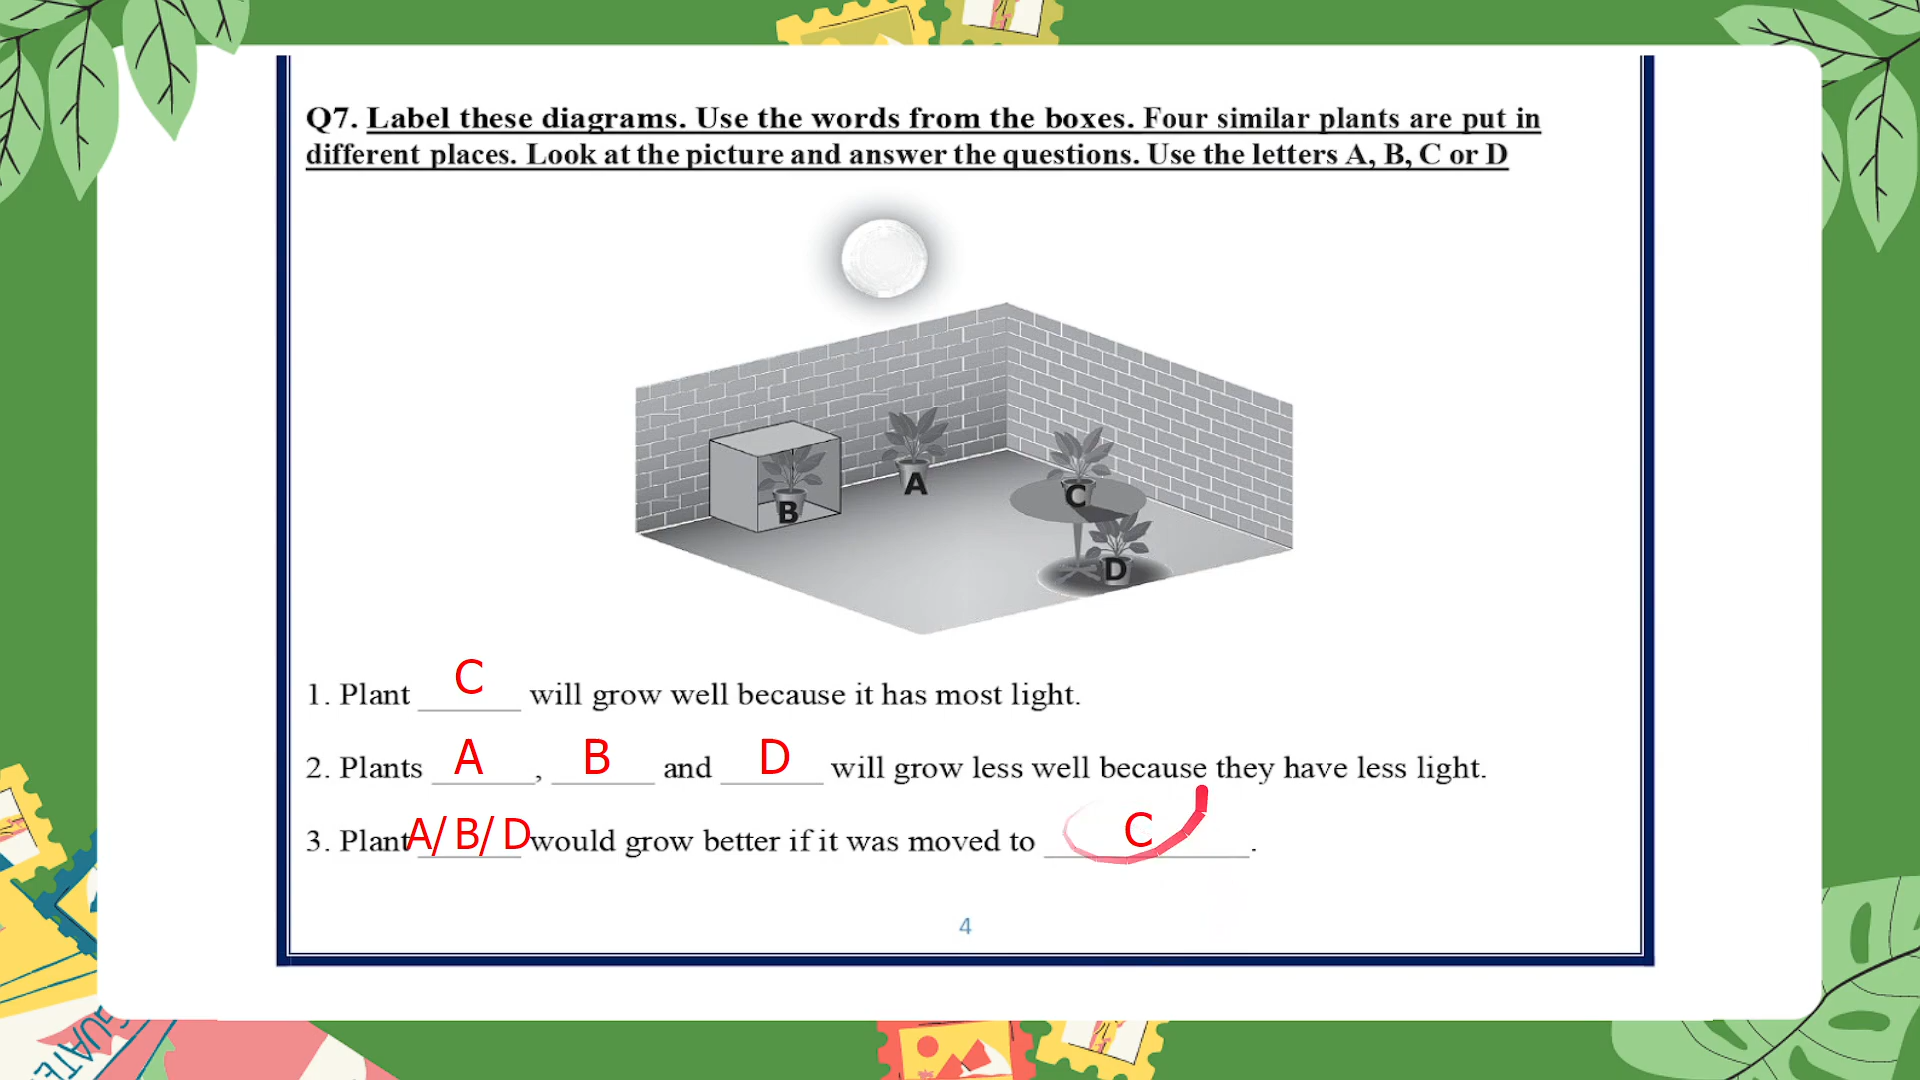 Q7. Label these diagrams. Use the words from the boxes. Four similar plants are put in
different places. Look at the picture and answer the questions. Use the letters A, B, C or D
A
B
C
D
1. Plant C will grow well because it has most light.
2. Plants A, B and D will grow less well because they have less light.
3. Plant A/ B/ D would grow better if it was moved to C.
4
GUATE